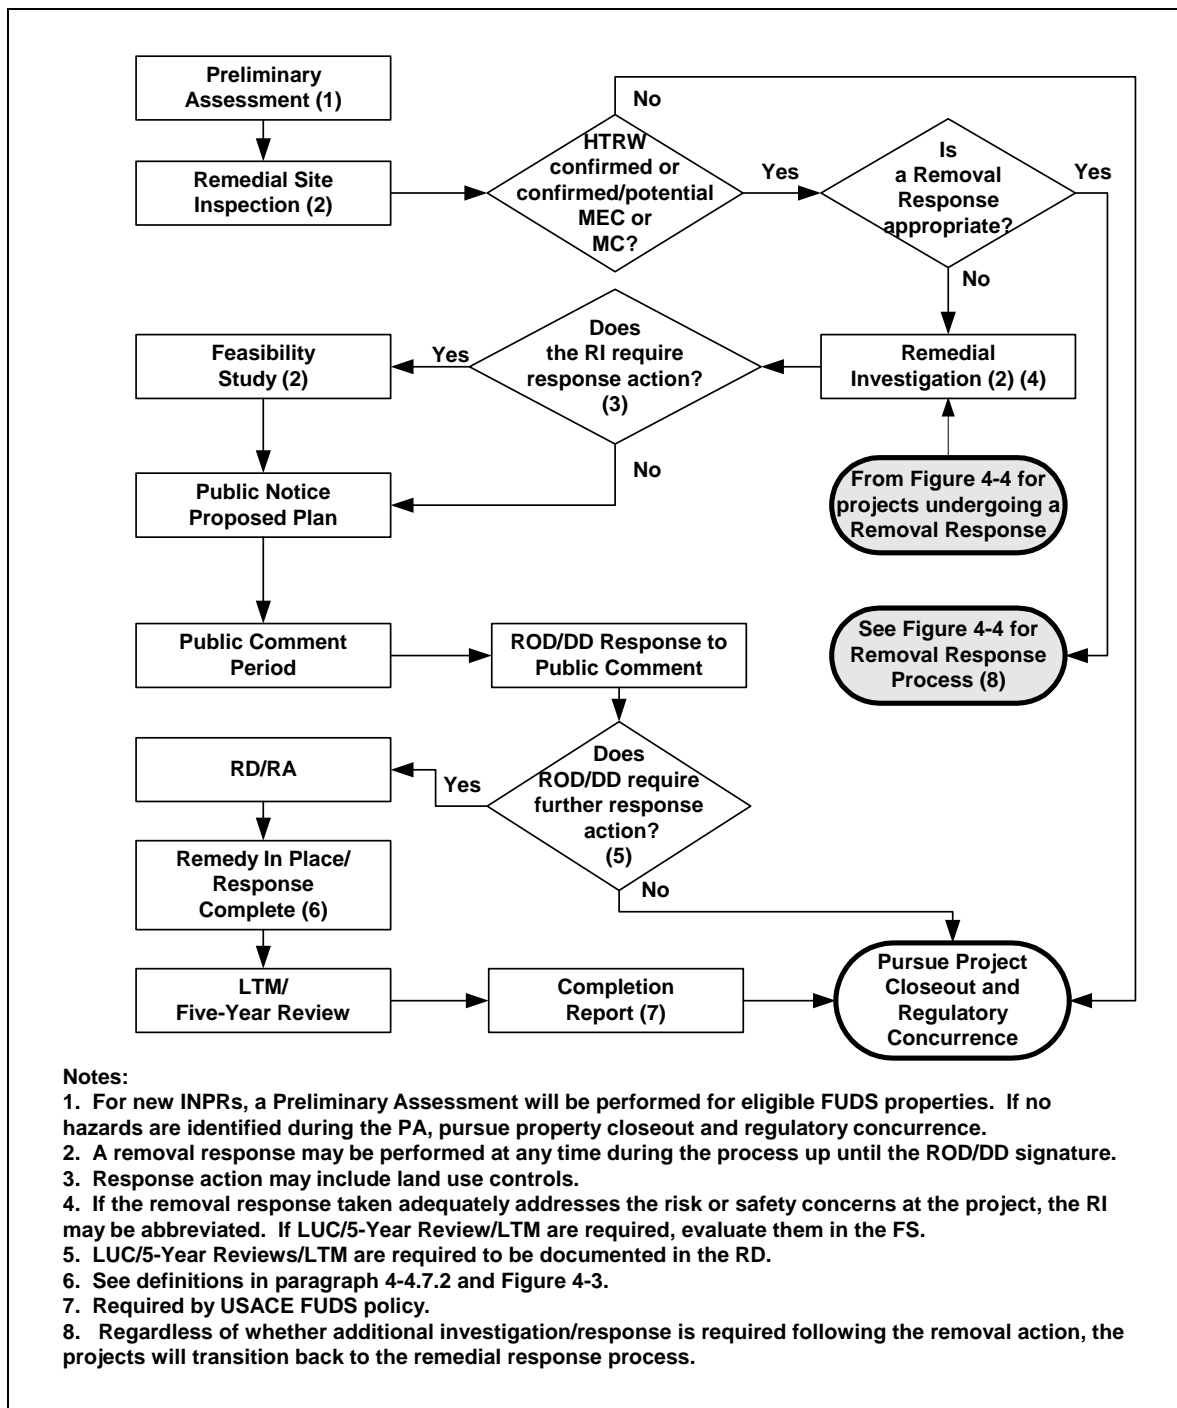 Preliminary
Assessment (1)
No
HTRW
confirmed or
confirmed/potential
MEC or
MC?
Yes
Is
a Removal
Response
appropriate?
Yes
No
Remedial Site
Inspection (2)
Does
the RI require
response action?
(3)
Yes
No
Feasibility
Study (2)
Remedial
Investigation (2) (4)
Public Notice
Proposed Plan
From Figure 4-4 for
projects undergoing a
Removal Response
Public Comment
Period
ROD/DD Response to
Public Comment
See Figure 4-4 for
Removal Response
Process (8)
RD/RA
Yes
Does
ROD/DD require
further response
action?
(5)
No
Remedy In Place/
Response
Complete (6)
LTM/
Five-Year Review
Completion
Report (7)
Pursue Project
Closeout and
Regulatory
Concurrence
Notes:
1.  For new INPRs, a Preliminary Assessment will be performed for eligible FUDS properties.  If no
hazards are identified during the PA, pursue property closeout and regulatory concurrence.
2.  A removal response may be performed at any time during the process up until the ROD/DD signature.
3.  Response action may include land use controls.
4.  If the removal response taken adequately addresses the risk or safety concerns at the project, the RI
may be abbreviated.  If LUC/5-Year Review/LTM are required, evaluate them in the FS.
5.  LUC/5-Year Reviews/LTM are required to be documented in the RD.
6.  See definitions in paragraph 4-4.7.2 and Figure 4-3.
7.  Required by USACE FUDS policy.
8.   Regardless of whether additional investigation/response is required following the removal action, the
projects will transition back to the remedial response process.